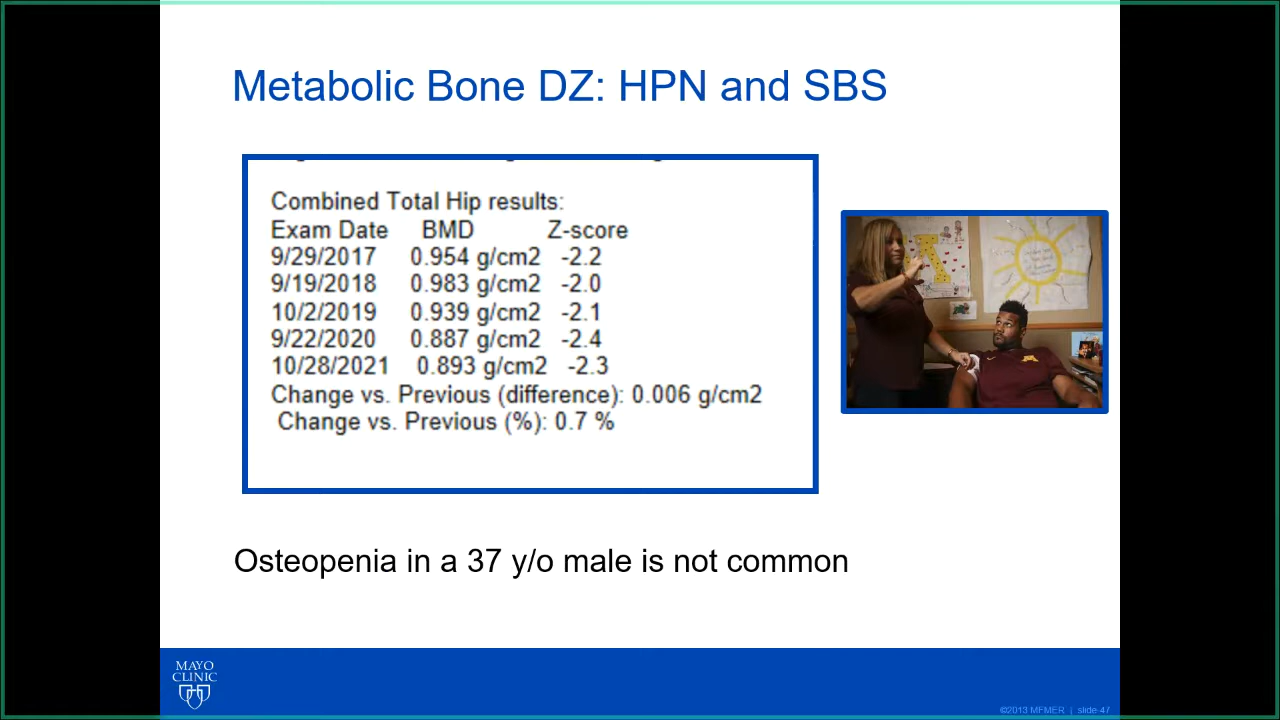 Metabolic Bone DZ: HPN and SBS
Combined Total Hip results:
Exam Date BMD Z-score
9/29/2017 0.954 g/cm2 -2.2
9/19/2018 0.983 g/cm2 -2.0
10/2/2019 0.939 g/cm2 -2.1
9/22/2020 0.887 g/cm2 -2.4
10/28/2021 0.893 g/cm2 -2.3
Change vs. Previous (difference): 0.006 g/cm2
Change vs. Previous (%): 0.7 %
Osteopenia in a 37 y/o male is not common
MAYO
CLINIC
©2013 MFMER | slide-47